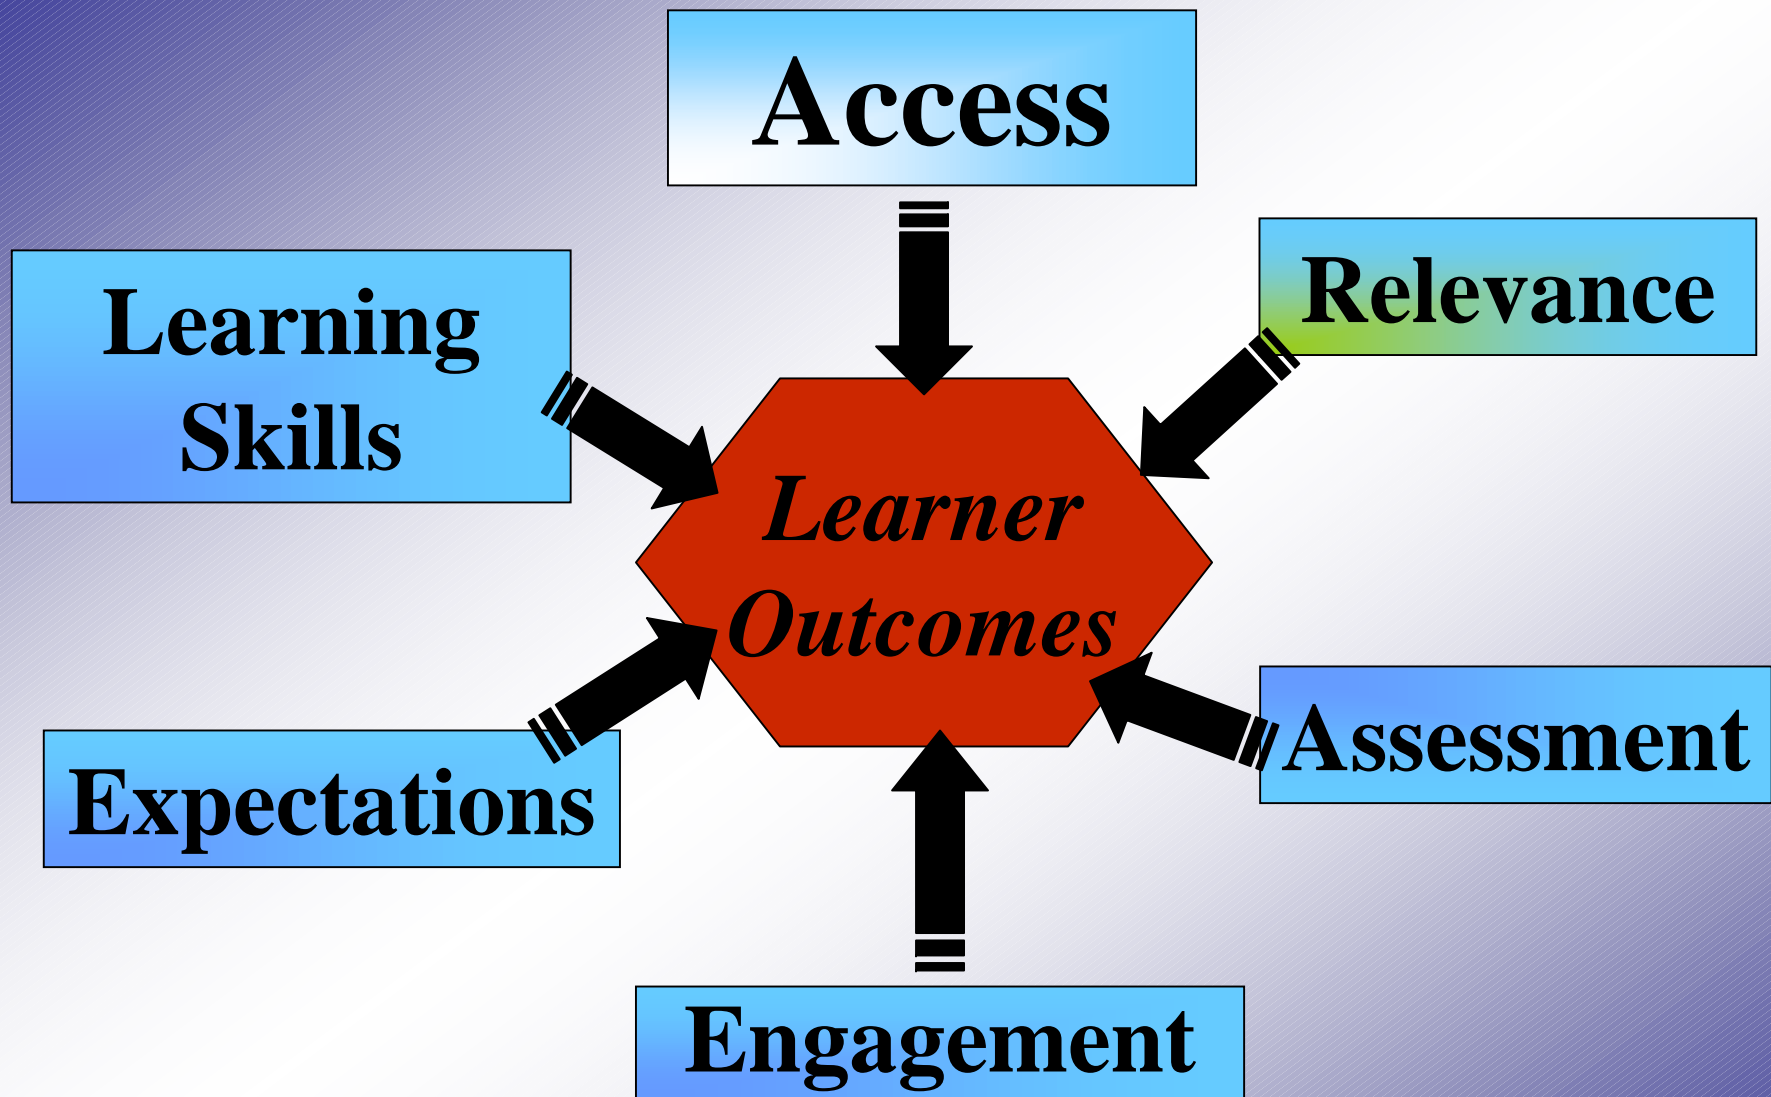 Access
Relevance
Learning
Skills
Learner
Outcomes
Assessment
Expectations
Engagement